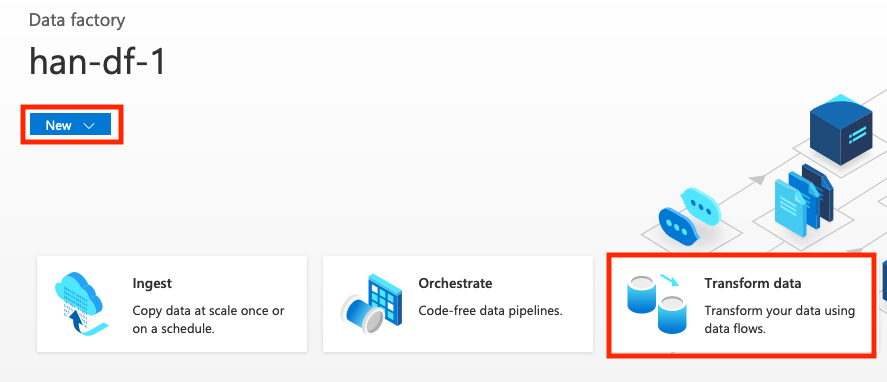 Data factory
han-df-1
New
Ingest
Copy data at scale once or
on a schedule.
Orchestrate
Code-free data pipelines.
Transform data
Transform your data using
data flows.